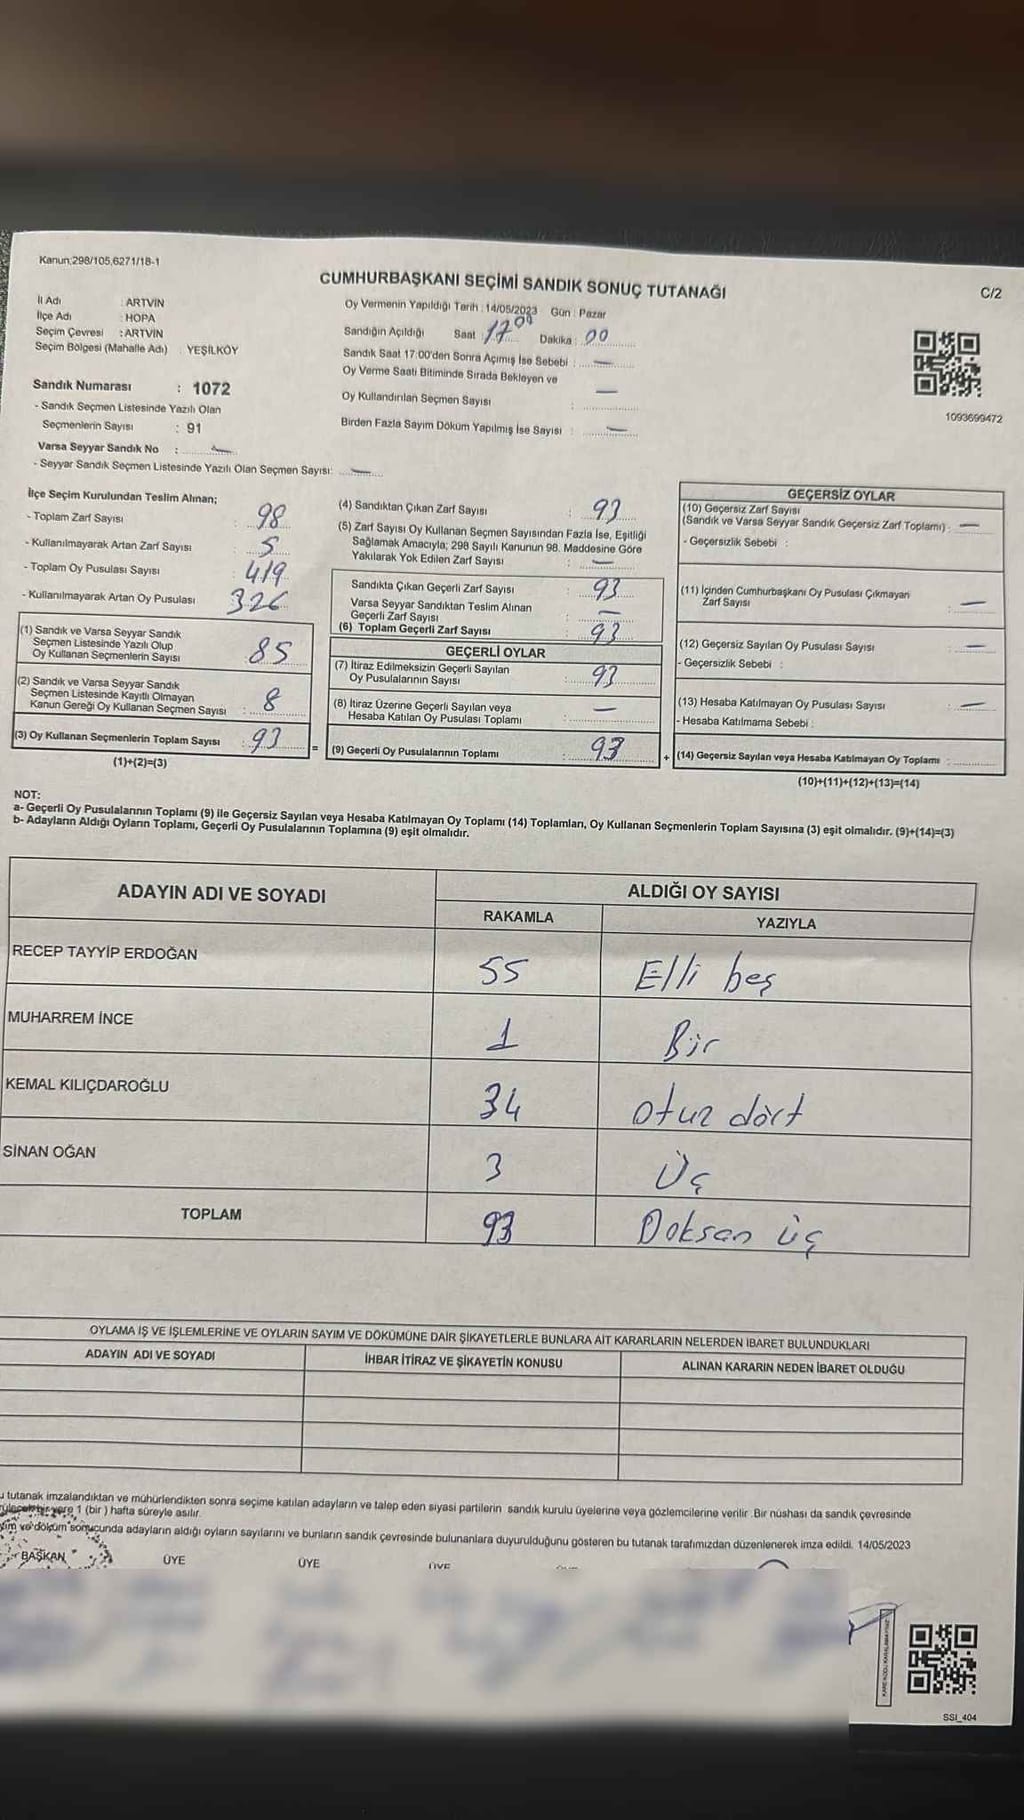 Kanun;298/105,6271/18-1
CUMHURBAŞKANI SEÇİMİ SANDIK SONUÇ TUTANAĞI
C/2
İl Adı : ARTVİN
İlçe Adı : HOPA
Seçim Çevresi : ARTVİN
Seçim Bölgesi (Mahalle Adı) : YEŞİLKÖY
Oy Vermenin Yapıldığı Tarih : 14/05/2023 Gün : Pazar
Sandığın Açıldığı Saat 17 00 Dakika : 00
Sandık Saat 17:00'den Sonra Açımış İse Sebebi : —
Oy Verme Saati Bitiminde Sırada Bekleyen ve
Oy Kullandırılan Seçmen Sayısı : —
Birden Fazla Sayım Döküm Yapılmış İse Sayısı : —
1093699472
Sandık Numarası : 1072
- Sandık Seçmen Listesinde Yazılı Olan
Seçmenlerin Sayısı : 91
Varsa Seyyar Sandık No : —
- Seyyar Sandık Seçmen Listesinde Yazılı Olan Seçmen Sayısı: —
İlçe Seçim Kurulundan Teslim Alınan;
- Toplam Zarf Sayısı : 98
- Kullanılmayarak Artan Zarf Sayısı : 5
- Toplam Oy Pusulası Sayısı : 419
- Kullanılmayarak Artan Oy Pusulası : 326
(1) Sandık ve Varsa Seyyar Sandık
Seçmen Listesinde Yazılı Olup
Oy Kullanan Seçmenlerin Sayısı : 85
(2) Sandık ve Varsa Seyyar Sandık
Seçmen Listesinde Kayıtlı Olmayan
Kanun Gereği Oy Kullanan Seçmen Sayısı : 8
(3) Oy Kullanan Seçmenlerin Toplam Sayısı : 93
(1)+(2)=(3)
=
(4) Sandıktan Çıkan Zarf Sayısı : 93
(5) Zarf Sayısı Oy Kullanan Seçmen Sayısından Fazla İse, Eşitliği
Sağlamak Amacıyla; 298 Sayılı Kanunun 98. Maddesine Göre
Yakılarak Yok Edilen Zarf Sayısı : —
Sandıkta Çıkan Geçerli Zarf Sayısı : 93
Varsa Seyyar Sandıktan Teslim Alınan
Geçerli Zarf Sayısı : —
(6) Toplam Geçerli Zarf Sayısı : 93
GEÇERLİ OYLAR
(7) İtiraz Edilmeksizin Geçerli Sayılan
Oy Pusulalarının Sayısı : 93
(8) İtiraz Üzerine Geçerli Sayılan veya
Hesaba Katılan Oy Pusulası Toplamı : —
(9) Geçerli Oy Pusulalarının Toplamı : 93
+
GEÇERSİZ OYLAR
(10) Geçersiz Zarf Sayısı
(Sandık ve Varsa Seyyar Sandık Geçersiz Zarf Toplamı) : —
- Geçersizlik Sebebi :
(11) İçinden Cumhurbaşkanı Oy Pusulası Çıkmayan
Zarf Sayısı : —
(12) Geçersiz Sayılan Oy Pusulası Sayısı : —
- Geçersizlik Sebebi :
(13) Hesaba Katılmayan Oy Pusulası Sayısı : —
- Hesaba Katılmama Sebebi :
(14) Geçersiz Sayılan veya Hesaba Katılmayan Oy Toplamı :
(10)+(11)+(12)+(13)=(14)
NOT:
a- Geçerli Oy Pusulalarının Toplamı (9) ile Geçersiz Sayılan veya Hesaba Katılmayan Oy Toplamı (14) Toplamları, Oy Kullanan Seçmenlerin Toplam Sayısına (3) eşit olmalıdır. (9)+(14)=(3)
b- Adayların Aldığı Oyların Toplamı, Geçerli Oy Pusulalarının Toplamına (9) eşit olmalıdır.
ADAYIN ADI VE SOYADI ALDIĞI OY SAYISI
RAKAMLA YAZIYLA
RECEP TAYYİP ERDOĞAN 55 Elli beş
MUHARREM İNCE 1 Bir
KEMAL KILIÇDAROĞLU 34 otuz dört
SİNAN OĞAN 3 Üç
TOPLAM 93 Doksan üç
OYLAMA İŞ VE İŞLEMLERİNE VE OYLARIN SAYIM VE DÖKÜMÜNE DAİR ŞİKAYETLERLE BUNLARA AİT KARARLARIN NELERDEN İBARET BULUNDUKLARI
ADAYIN ADI VE SOYADI İHBAR İTİRAZ VE ŞİKAYETİN KONUSU ALINAN KARARIN NEDEN İBARET OLDUĞU
u tutanak imzalandıktan ve mühürlendikten sonra seçime katılan adayların ve talep eden siyasi partilerin sandık kurulu üyelerine veya gözlemcilerine verilir .Bir nüshası da sandık çevresinde
bir yere 1 (bir ) hafta süreyle asılır.
ve döküm sonucunda adayların aldığı oyların sayılarını ve bunların sandık çevresinde bulunanlara duyurulduğunu gösteren bu tutanak tarafımızdan düzenlenerek imza edildi. 14/05/2023
BAŞKAN ÜYE ÜYE ÜYE
SSI_404